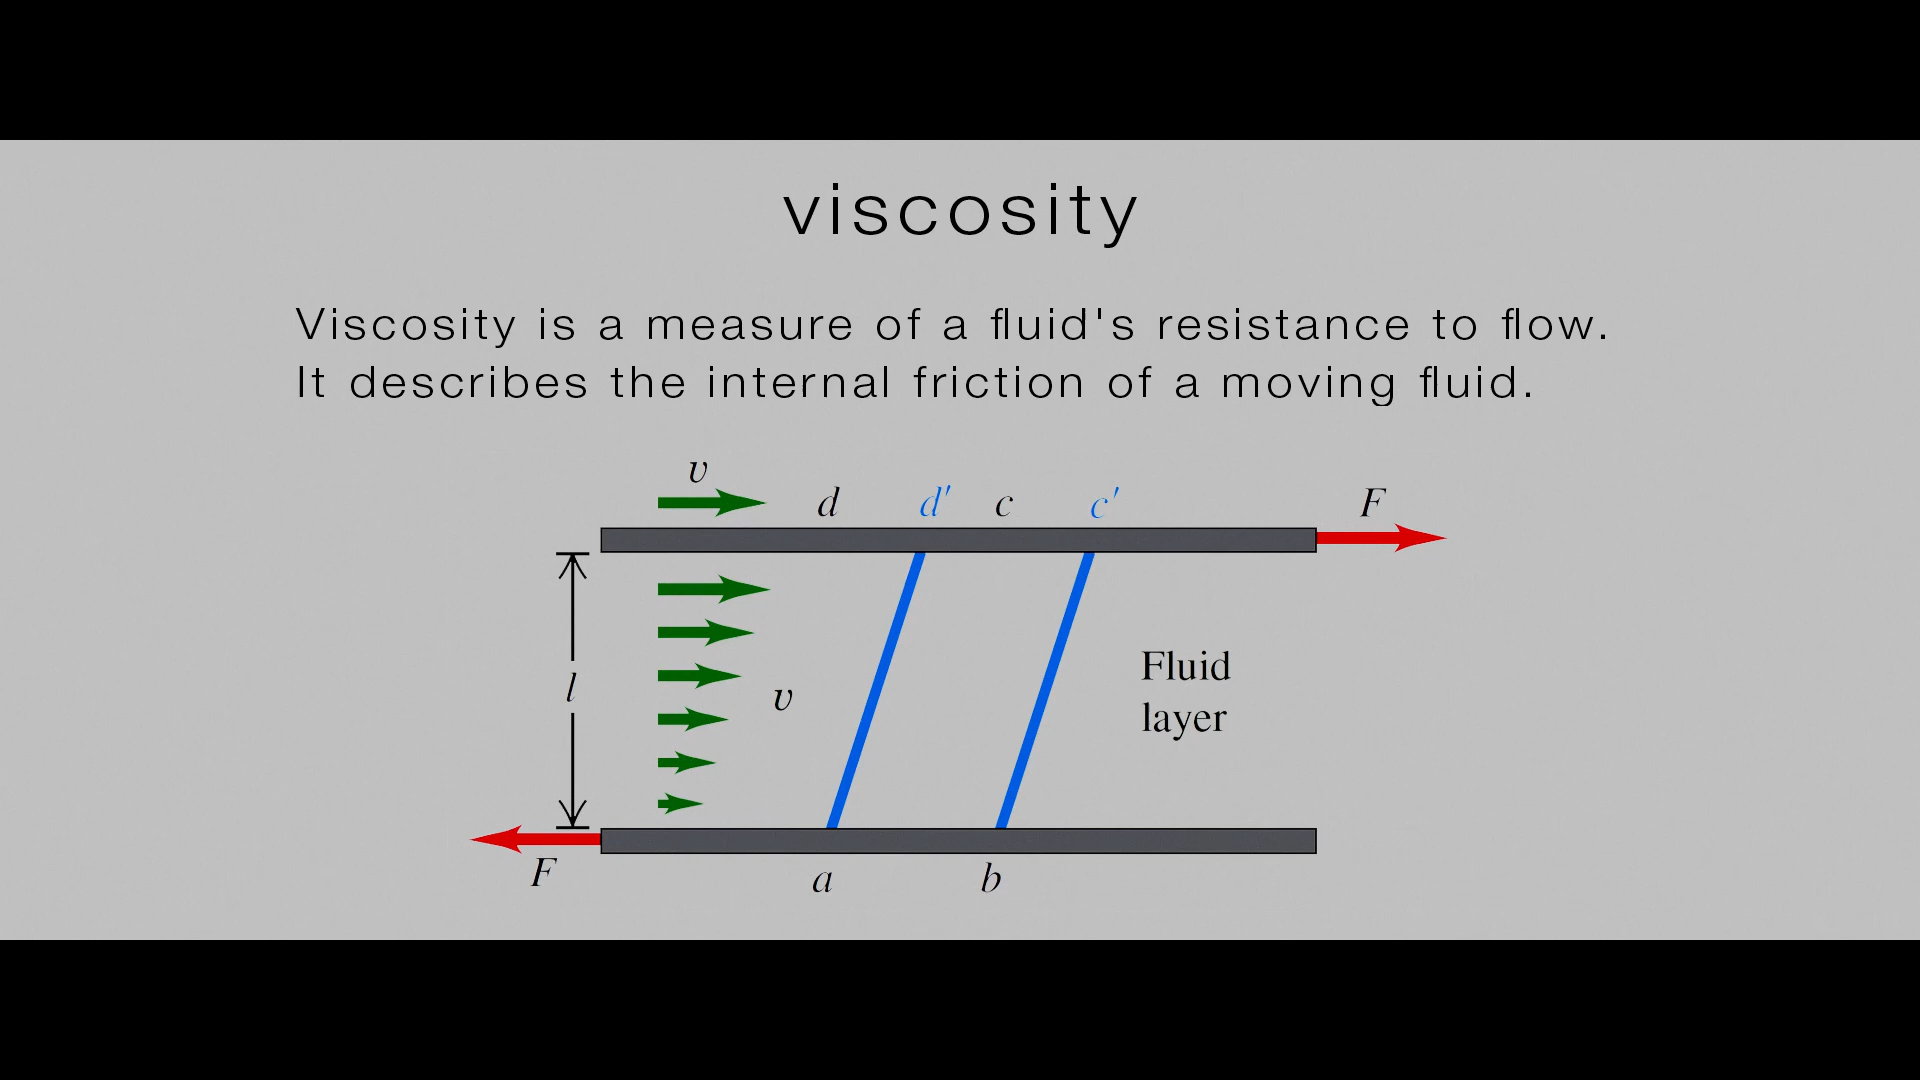 viscosity
Viscosity is a measure of a fluid's resistance to flow.
It describes the internal friction of a moving fluid.
v
d d′ c c′
F
l
v
Fluid
layer
F
a b